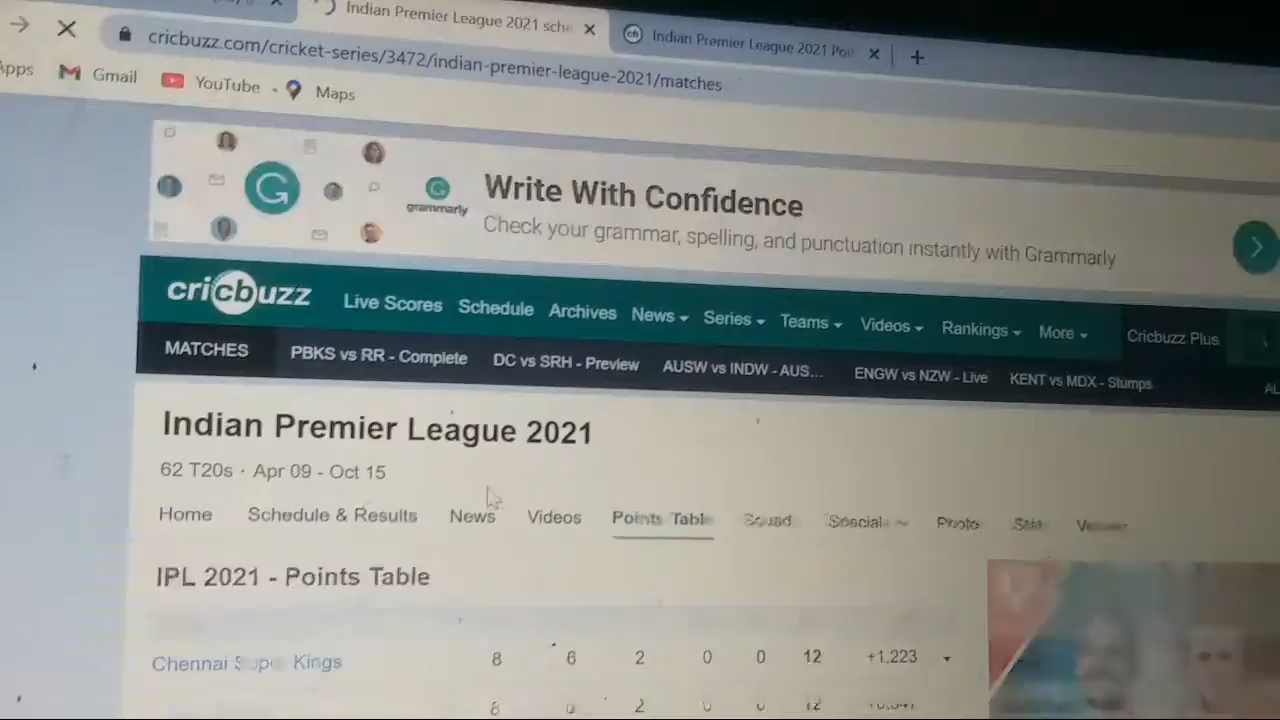 Indian Premier League 2021 sche
Indian Premier League 2021 Poi
cricbuzz.com/cricket-series/3472/indian-premier-league-2021/matches
Apps Gmail YouTube Maps
grammarly
Write With Confidence
Check your grammar, spelling, and punctuation instantly with Grammarly
cricbuzz Live Scores Schedule Archives News Series Teams Videos Rankings More Cricbuzz Plus
MATCHES PBKS vs RR - Complete DC vs SRH - Preview AUSW vs INDW - AUS... ENGW vs NZW - Live KENT vs MDX - Stumps
Indian Premier League 2021
62 T20s · Apr 09 - Oct 15
Home Schedule & Results News Videos Points Table Squad Special Photo
IPL 2021 - Points Table
Chennai Super Kings 8 6 2 0 0 12 +1.223
8 2 12